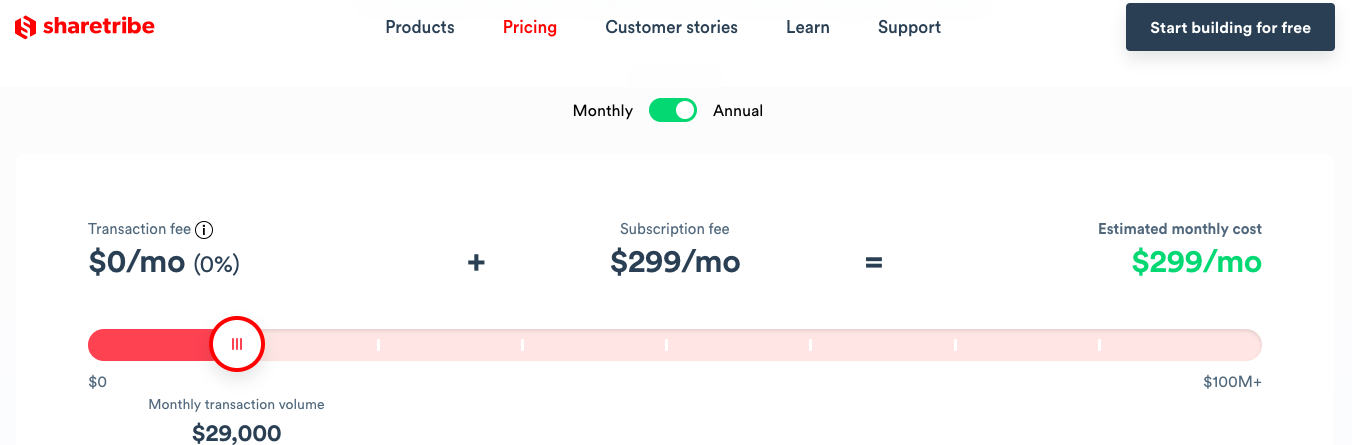 sharetribe Products Pricing Customer stories Learn Support Start building for free
Monthly Annual
Transaction fee Subscription fee Estimated monthly cost
$0/mo (0%) + $299/mo = $299/mo
$0 $100M+
Monthly transaction volume
$29,000